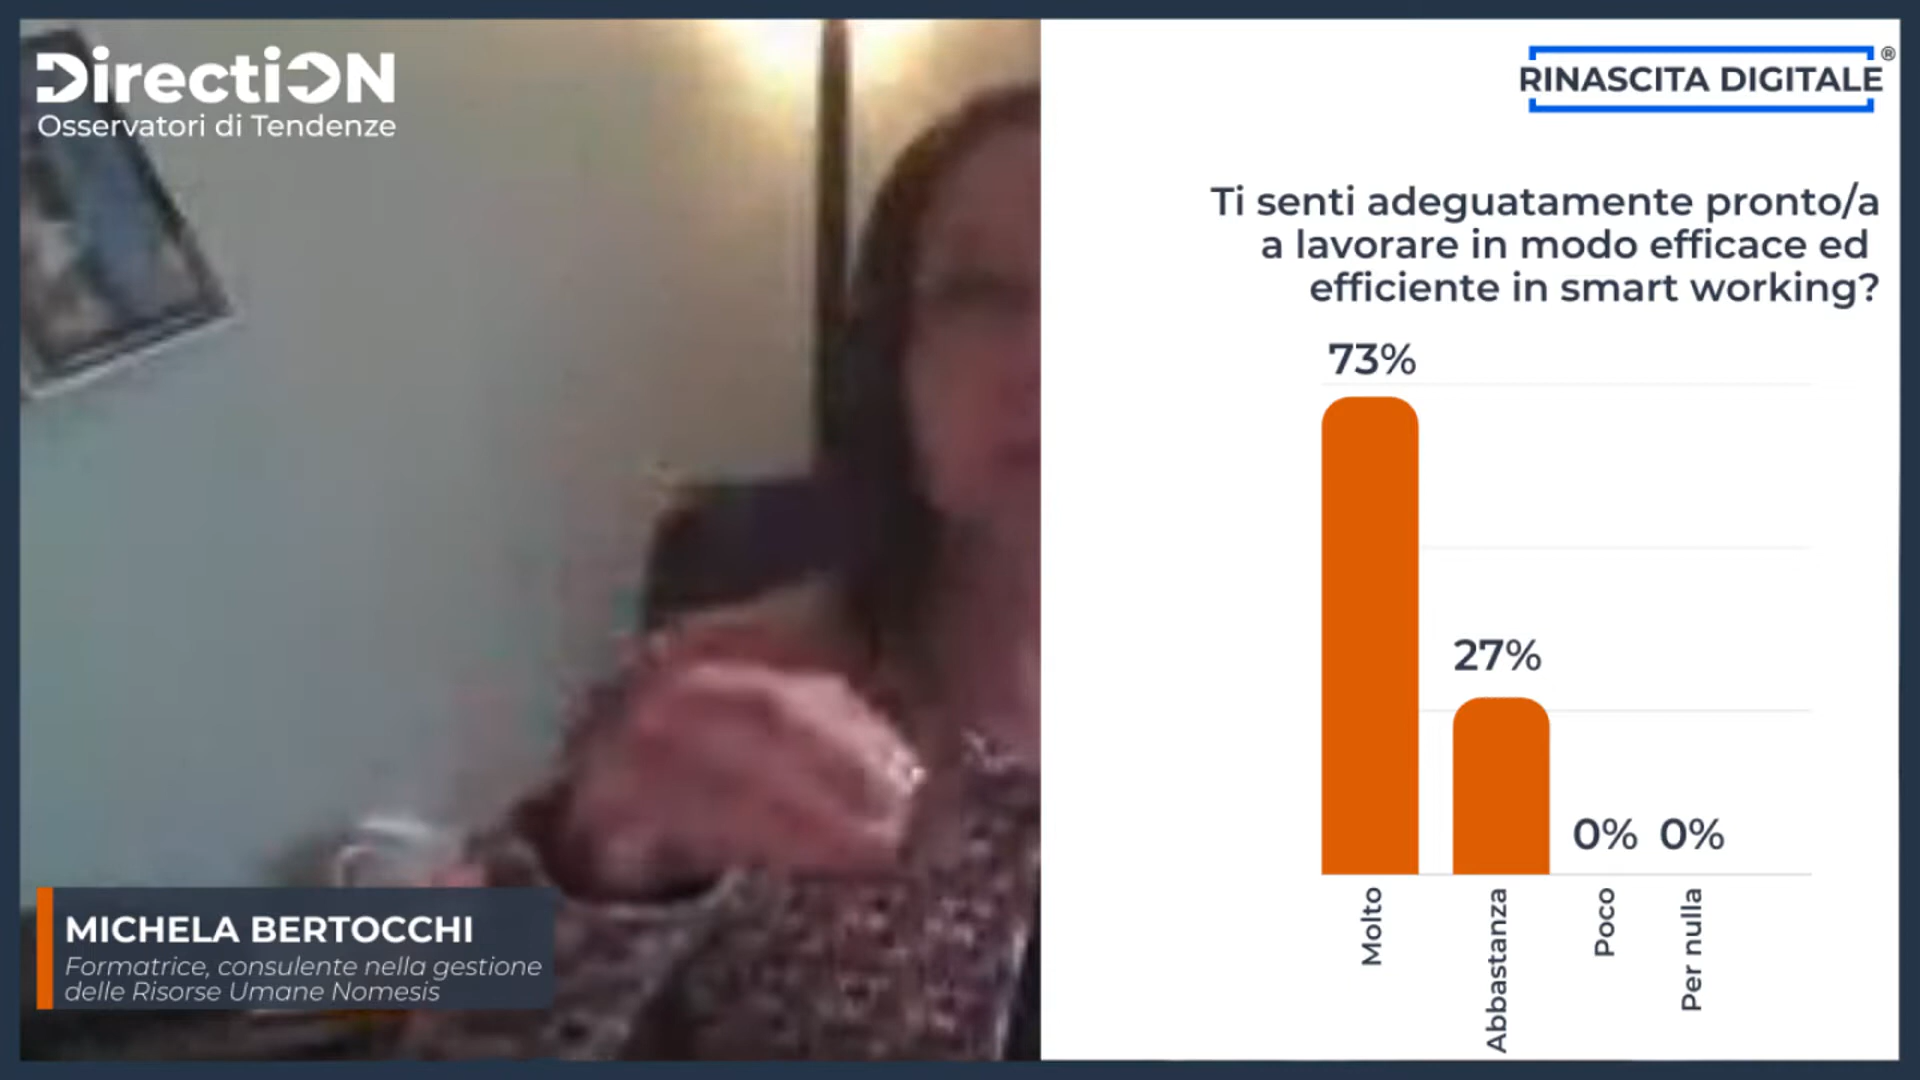 DirectiON
Osservatori di Tendenze
MICHELA BERTOCCHI
Formatrice, consulente nella gestione
delle Risorse Umane Nomesis
RINASCITA DIGITALE®
Ti senti adeguatamente pronto/a
a lavorare in modo efficace ed
efficiente in smart working?
73%
27%
0% 0%
Molto
Abbastanza
Poco
Per nulla